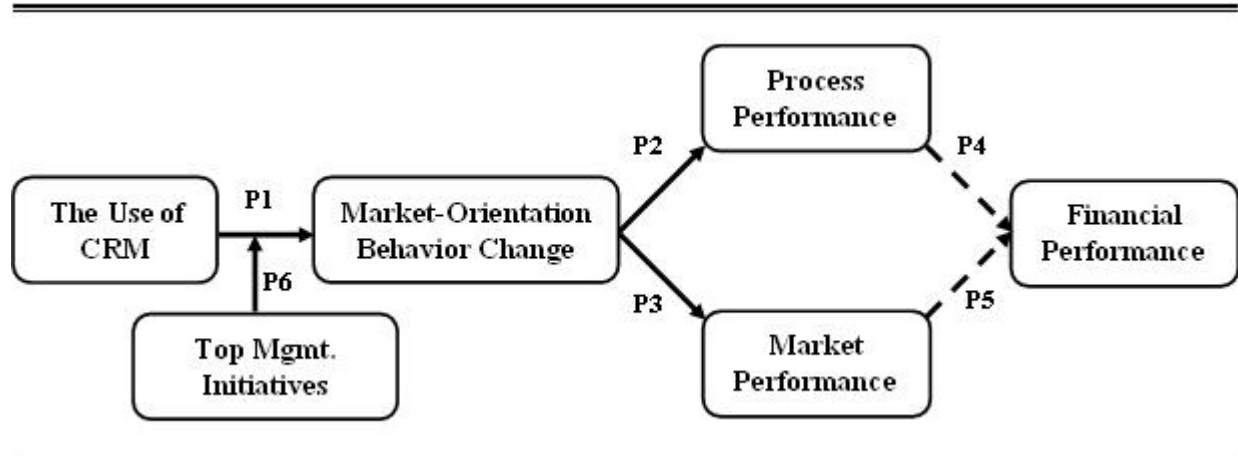 Process
Performance
P2
P4
P1
The Use of
CRM
Market-Orientation
Behavior Change
Financial
Performance
P6
P3
P5
Top Mgmt.
Initiatives
Market
Performance